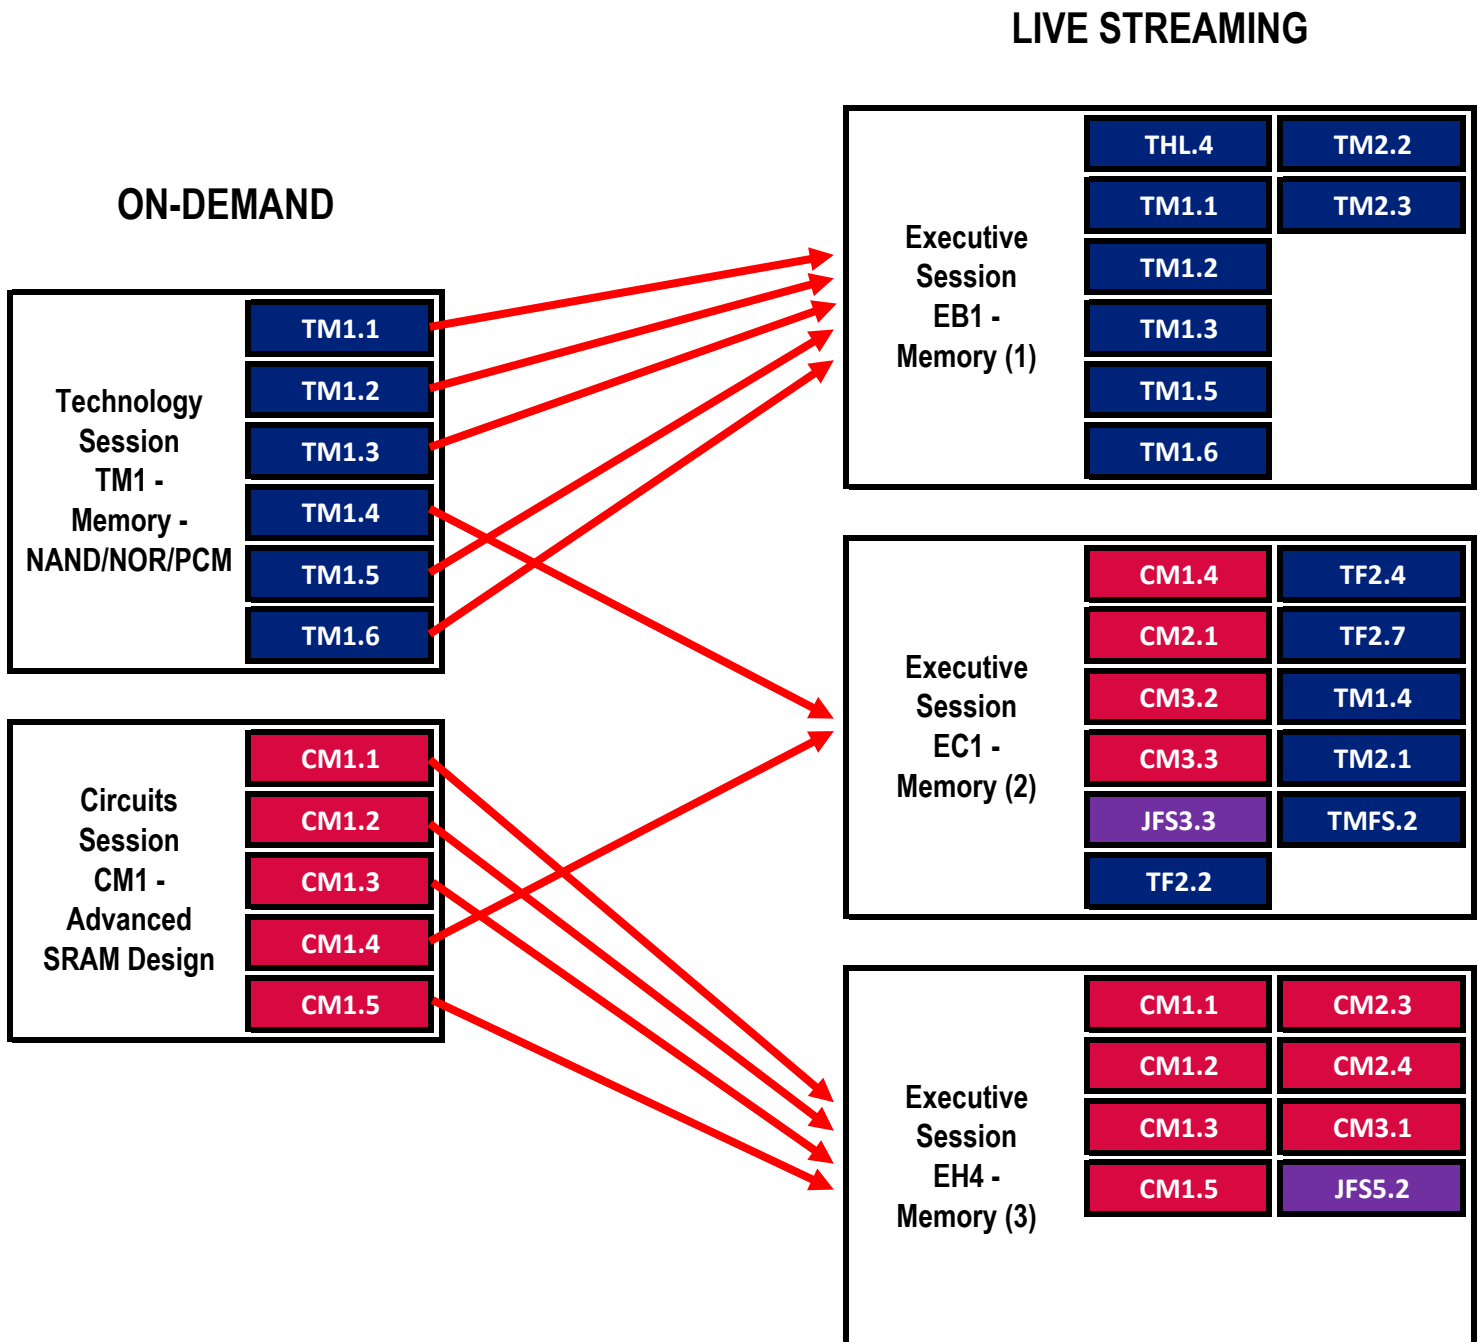 LIVE STREAMING
ON-DEMAND
Technology
Session
TM1 -
Memory -
NAND/NOR/PCM
TM1.1
TM1.2
TM1.3
TM1.4
TM1.5
TM1.6
Circuits
Session
CM1 -
Advanced
SRAM Design
CM1.1
CM1.2
CM1.3
CM1.4
CM1.5
Executive
Session
EB1 -
Memory (1)
THL.4
TM1.1
TM1.2
TM1.3
TM1.5
TM1.6
TM2.2
TM2.3
Executive
Session
EC1 -
Memory (2)
CM1.4
CM2.1
CM3.2
CM3.3
JFS3.3
TF2.2
TF2.4
TF2.7
TM1.4
TM2.1
TMFS.2
Executive
Session
EH4 -
Memory (3)
CM1.1
CM1.2
CM1.3
CM1.5
CM2.3
CM2.4
CM3.1
JFS5.2